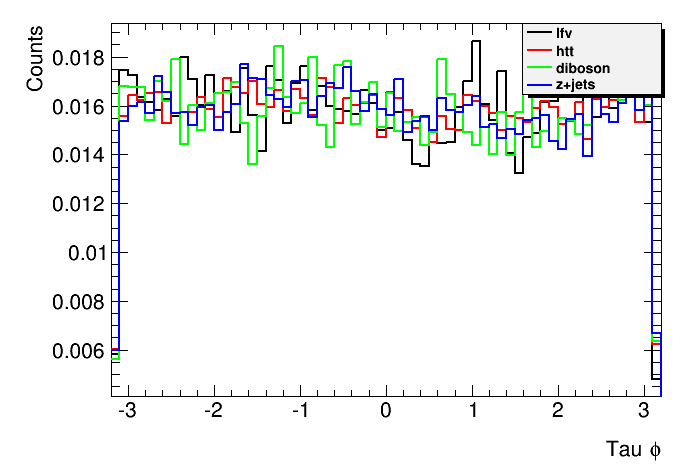 Counts
0.018
0.016
0.014
0.012
0.01
0.008
0.006
lfv
htt
diboson
z+jets
-3 -2 -1 0 1 2 3
Tau ϕ